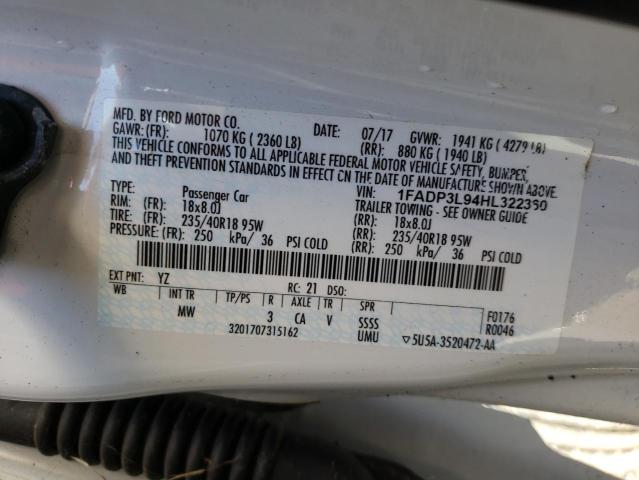 MFD. BY FORD MOTOR CO.
DATE: 07/17 GVWR: 1941 KG ( 4279 LB)
GAWR: (FR): 1070 KG ( 2360 LB) (RR): 880 KG ( 1940 LB)
THIS VEHICLE CONFORMS TO ALL APPLICABLE FEDERAL MOTOR VEHICLE SAFETY, BUMPER,
AND THEFT PREVENTION STANDARDS IN EFFECT ON THE DATE OF MANUFACTURE SHOWN ABOVE.
VIN: 1FADP3L94HL322350
TYPE: Passenger Car TRAILER TOWING - SEE OWNER GUIDE
RIM: (FR): 18x8.0J (RR): 18x8.0J
TIRE: (FR): 235/40R18 95W (RR): 235/40R18 95W
PRESSURE: (FR): 250 kPa/ 36 PSI COLD (RR): 250 kPa/ 36 PSI COLD
EXT PNT: YZ RC: 21 DSO:
WB INT TR TP/PS R AXLE TR SPR F0176
MW 3 CA V SSSS R0046
3201707315162 UMU ▽5U5A-3520472-AA